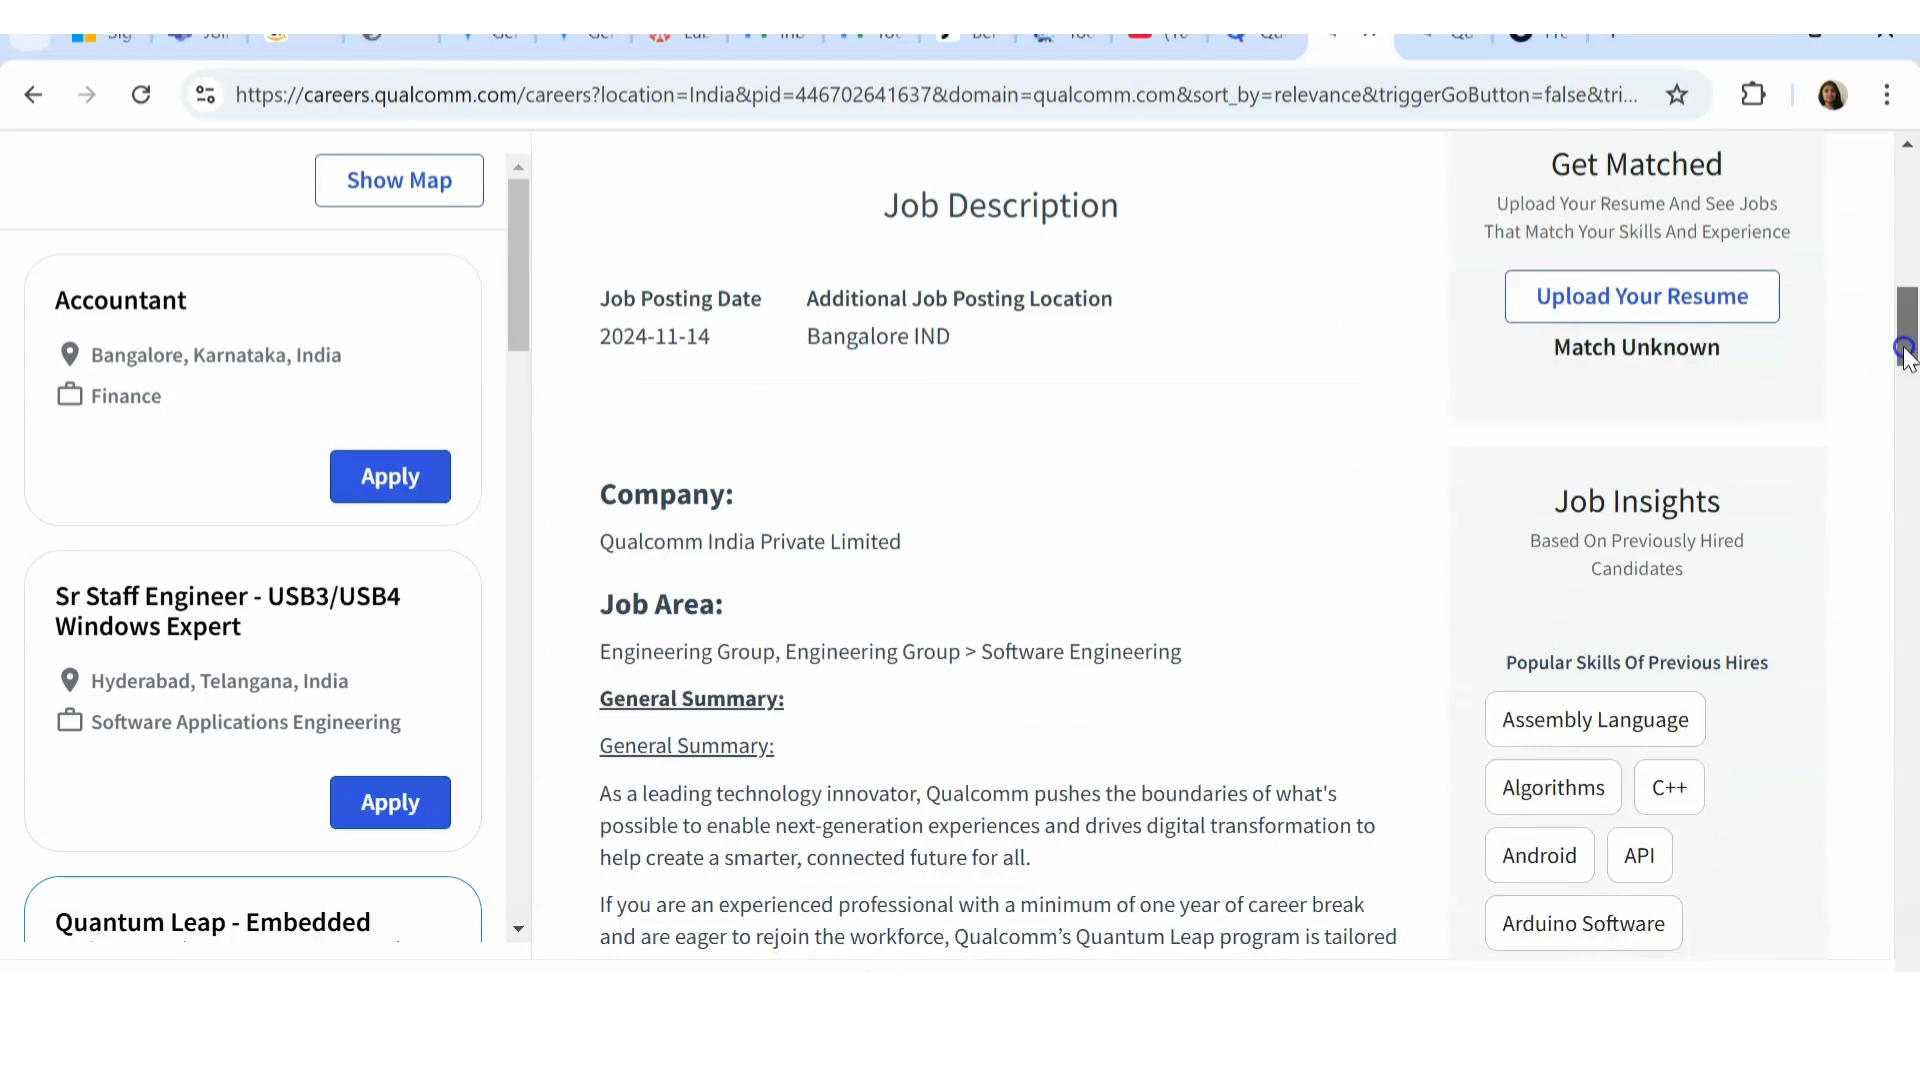 https://careers.qualcomm.com/careers?location=India&pid=446702641637&domain=qualcomm.com&sort_by=relevance&triggerGoButton=false&tri...
Show Map
Accountant
Bangalore, Karnataka, India
Finance
Apply
Sr Staff Engineer - USB3/USB4
Windows Expert
Hyderabad, Telangana, India
Software Applications Engineering
Apply
Quantum Leap - Embedded
Job Description
Job Posting Date
Additional Job Posting Location
2024-11-14
Bangalore IND
Company:
Qualcomm India Private Limited
Job Area:
Engineering Group, Engineering Group > Software Engineering
General Summary:
General Summary:
As a leading technology innovator, Qualcomm pushes the boundaries of what's
possible to enable next-generation experiences and drives digital transformation to
help create a smarter, connected future for all.
If you are an experienced professional with a minimum of one year of career break
and are eager to rejoin the workforce, Qualcomm’s Quantum Leap program is tailored
Get Matched
Upload Your Resume And See Jobs
That Match Your Skills And Experience
Upload Your Resume
Match Unknown
Job Insights
Based On Previously Hired
Candidates
Popular Skills Of Previous Hires
Assembly Language
Algorithms
C++
Android
API
Arduino Software